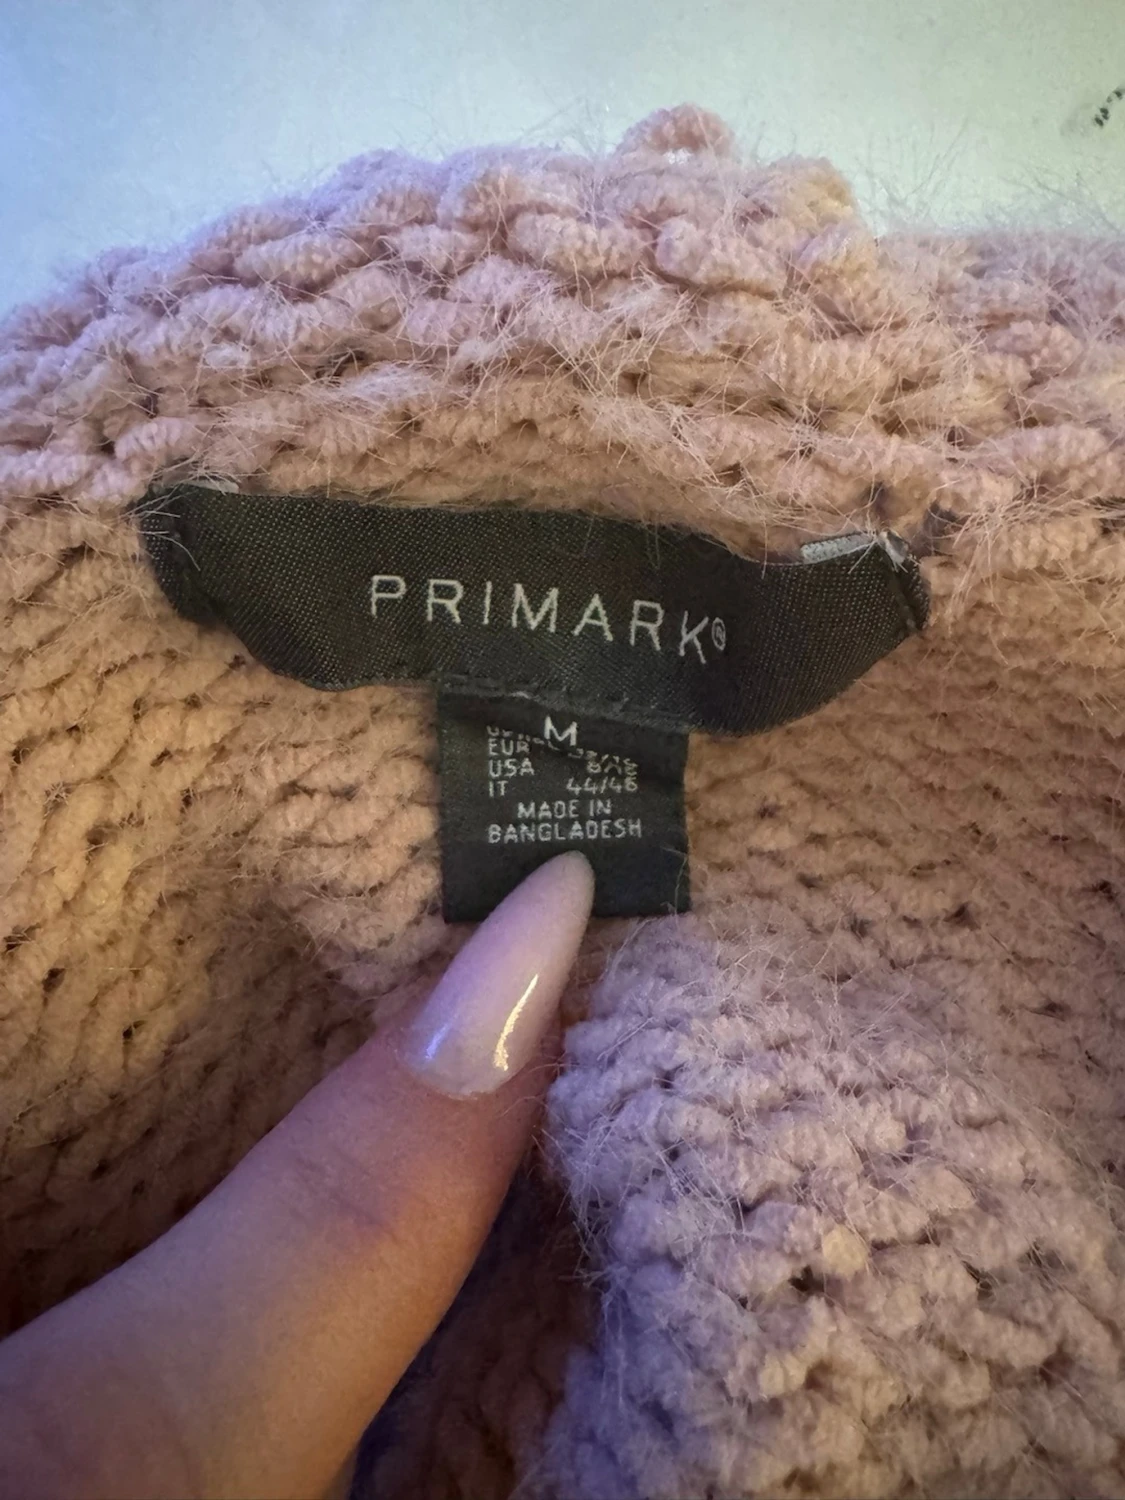 PRIMARK®
M
EUR
USA
IT 44/46
MADE IN
BANGLADESH